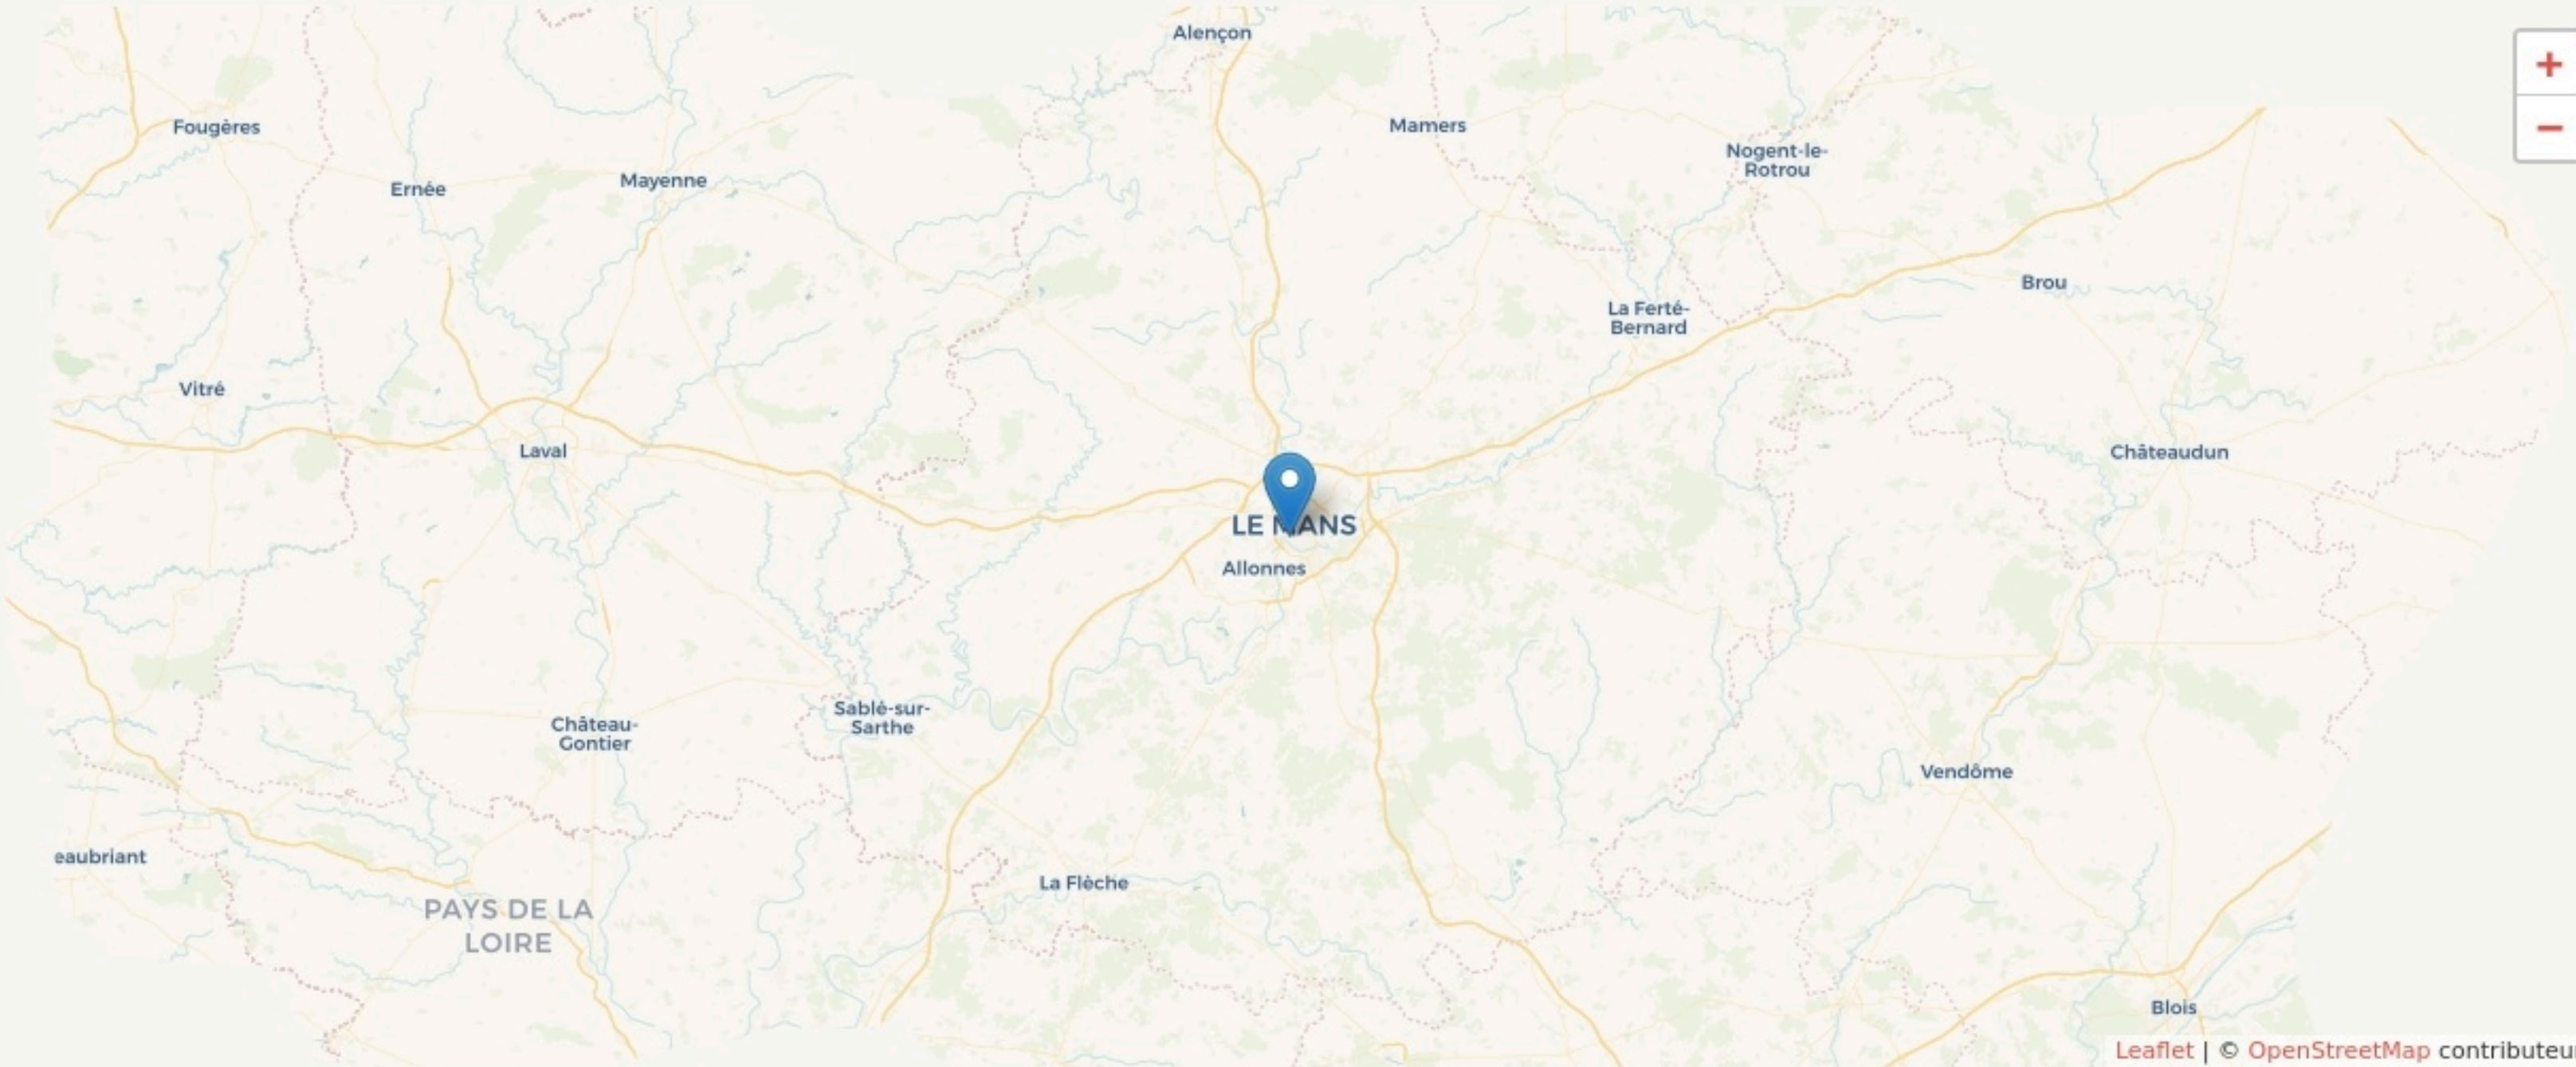 Alençon
+
−
Fougères
Mamers
Nogent-le-
Rotrou
Ernée
Mayenne
Brou
La Ferté-
Bernard
Vitré
Laval
Châteaudun
LE MANS
Allonnes
Sablé-sur-
Sarthe
Château-
Gontier
Vendôme
eaubriant
La Flèche
PAYS DE LA
LOIRE
Blois
Leaflet | © OpenStreetMap contributeu